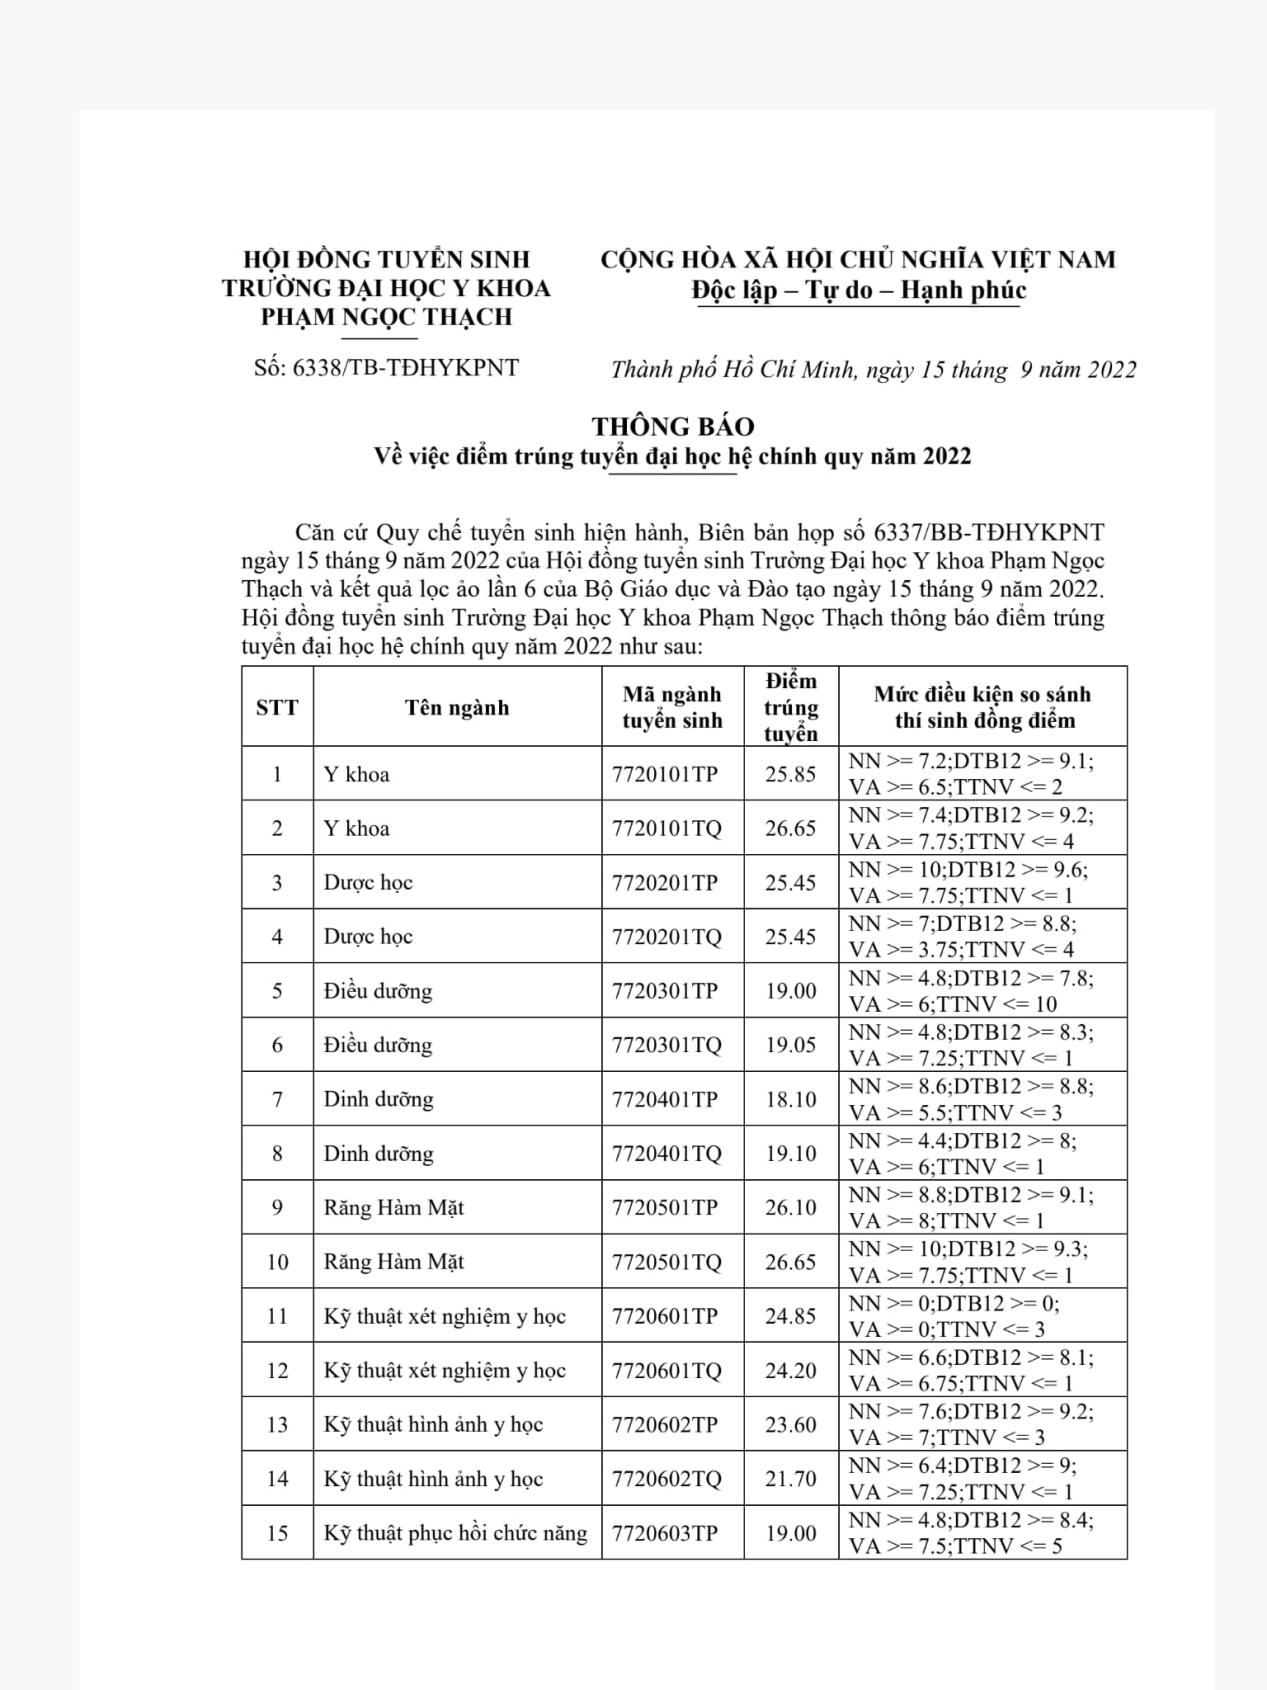 HỘI ĐỒNG TUYỂN SINH
TRƯỜNG ĐẠI HỌC Y KHOA
PHẠM NGỌC THẠCH
Số: 6338/TB-TĐHYKPNT
CỘNG HÒA XÃ HỘI CHỦ NGHĨA VIỆT NAM
Độc lập – Tự do – Hạnh phúc
Thành phố Hồ Chí Minh, ngày 15 tháng 9 năm 2022
THÔNG BÁO
Về việc điểm trúng tuyển đại học hệ chính quy năm 2022
Căn cứ Quy chế tuyển sinh hiện hành, Biên bản họp số 6337/BB-TĐHYKPNT
ngày 15 tháng 9 năm 2022 của Hội đồng tuyển sinh Trường Đại học Y khoa Phạm Ngọc
Thạch và kết quả lọc ảo lần 6 của Bộ Giáo dục và Đào tạo ngày 15 tháng 9 năm 2022.
Hội đồng tuyển sinh Trường Đại học Y khoa Phạm Ngọc Thạch thông báo điểm trúng
tuyển đại học hệ chính quy năm 2022 như sau:
STT
Tên ngành
Mã ngành
tuyển sinh
Điểm
trúng
tuyển
Mức điều kiện so sánh
thí sinh đồng điểm
1 Y khoa 7720101TP 25.85 NN >= 7.2;DTB12 >= 9.1;
VA >= 6.5;TTNV <= 2
2 Y khoa 7720101TQ 26.65 NN >= 7.4;DTB12 >= 9.2;
VA >= 7.75;TTNV <= 4
3 Dược học 7720201TP 25.45 NN >= 10;DTB12 >= 9.6;
VA >= 7.75;TTNV <= 1
4 Dược học 7720201TQ 25.45 NN >= 7;DTB12 >= 8.8;
VA >= 3.75;TTNV <= 4
5 Điều dưỡng 7720301TP 19.00 NN >= 4.8;DTB12 >= 7.8;
VA >= 6;TTNV <= 10
6 Điều dưỡng 7720301TQ 19.05 NN >= 4.8;DTB12 >= 8.3;
VA >= 7.25;TTNV <= 1
7 Dinh dưỡng 7720401TP 18.10 NN >= 8.6;DTB12 >= 8.8;
VA >= 5.5;TTNV <= 3
8 Dinh dưỡng 7720401TQ 19.10 NN >= 4.4;DTB12 >= 8;
VA >= 6;TTNV <= 1
9 Răng Hàm Mặt 7720501TP 26.10 NN >= 8.8;DTB12 >= 9.1;
VA >= 8;TTNV <= 1
10 Răng Hàm Mặt 7720501TQ 26.65 NN >= 10;DTB12 >= 9.3;
VA >= 7.75;TTNV <= 1
11 Kỹ thuật xét nghiệm y học 7720601TP 24.85 NN >= 0;DTB12 >= 0;
VA >= 0;TTNV <= 3
12 Kỹ thuật xét nghiệm y học 7720601TQ 24.20 NN >= 6.6;DTB12 >= 8.1;
VA >= 6.75;TTNV <= 1
13 Kỹ thuật hình ảnh y học 7720602TP 23.60 NN >= 7.6;DTB12 >= 9.2;
VA >= 7;TTNV <= 3
14 Kỹ thuật hình ảnh y học 7720602TQ 21.70 NN >= 6.4;DTB12 >= 9;
VA >= 7.25;TTNV <= 1
15 Kỹ thuật phục hồi chức năng 7720603TP 19.00 NN >= 4.8;DTB12 >= 8.4;
VA >= 7.5;TTNV <= 5